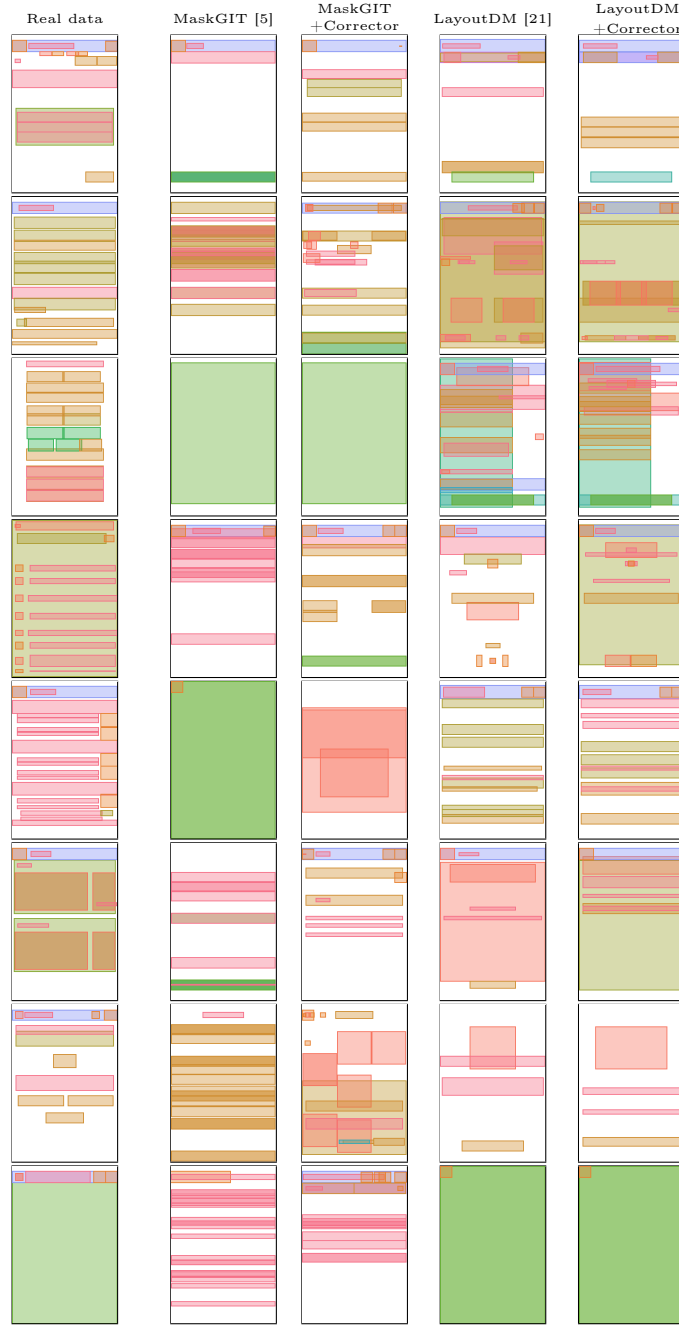 Real data
MaskGIT [5]
MaskGIT
+Corrector
LayoutDM [21]
LayoutDM
+Corrector